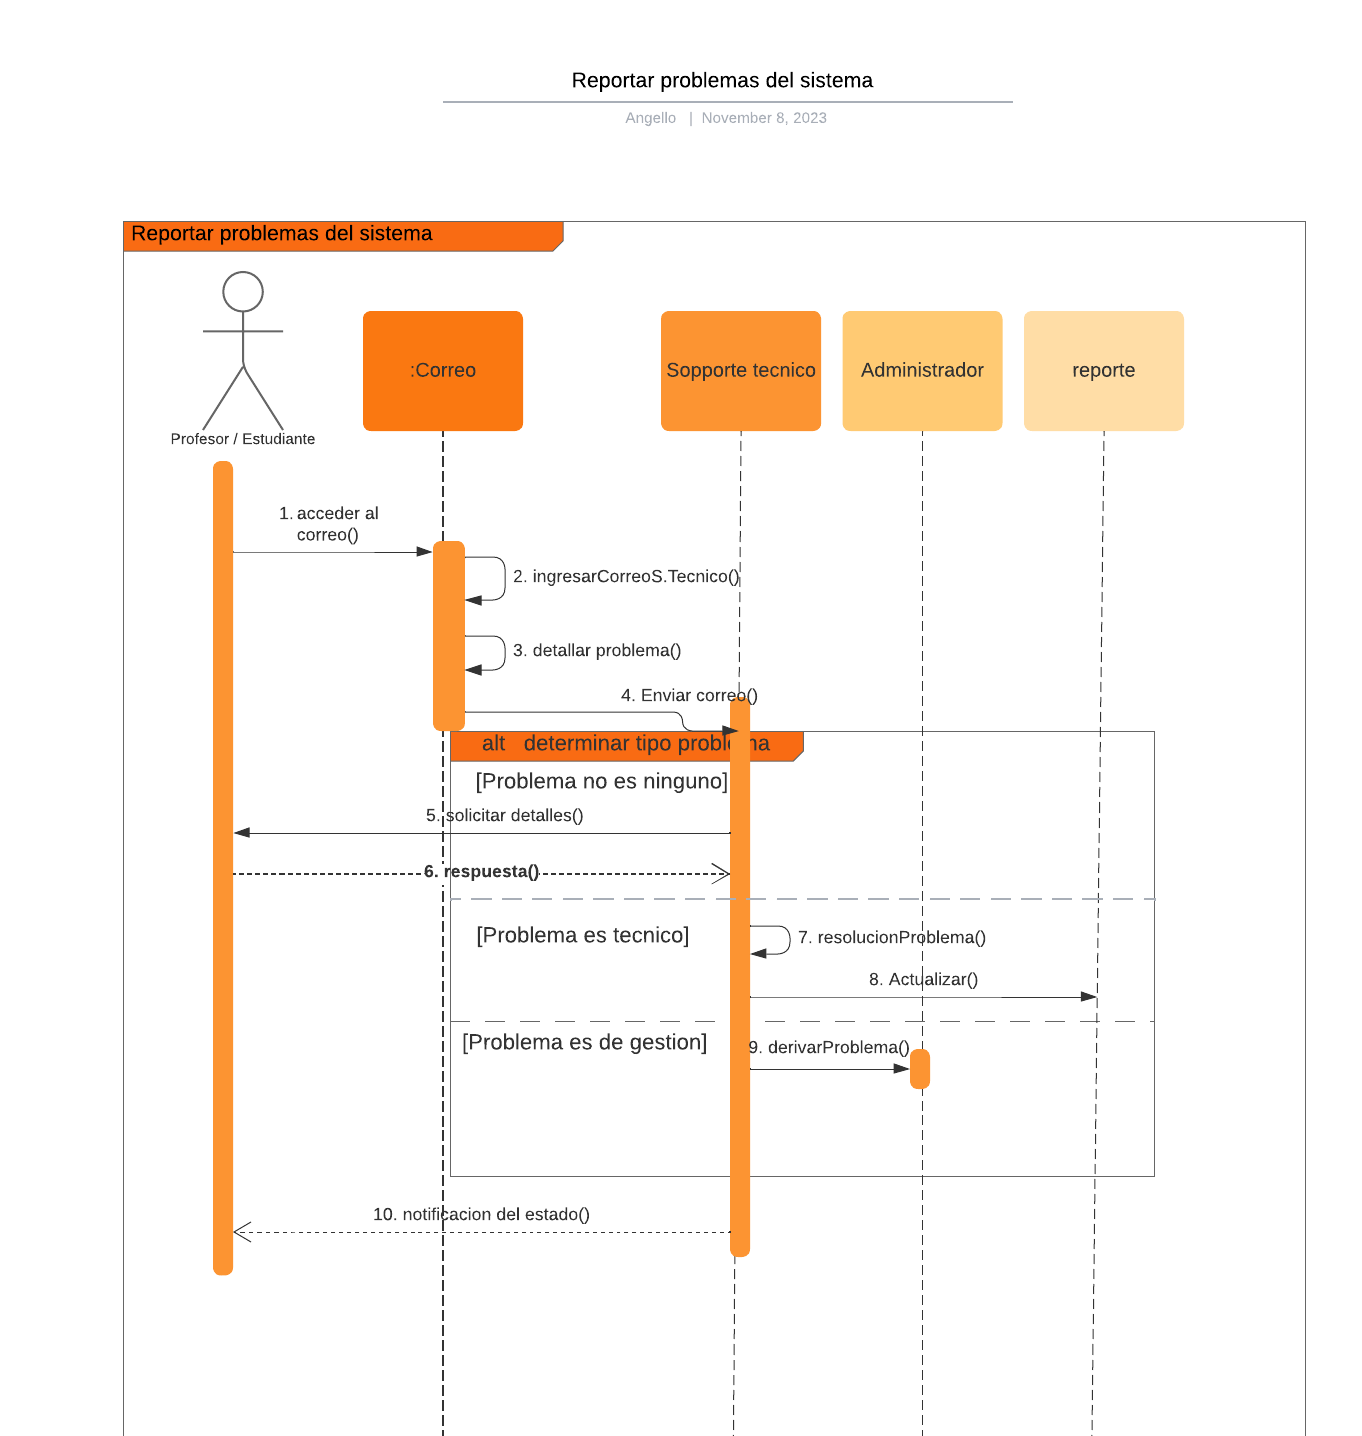 Reportar problemas del sistema
Angello | November 8, 2023
Reportar problemas del sistema
:Correo
Sopporte tecnico
Administrador
reporte
Profesor / Estudiante
1. acceder al
correo()
2. ingresarCorreoS.Tecnico()
3. detallar problema()
4. Enviar correo()
alt determinar tipo problema
[Problema no es ninguno]
5. solicitar detalles()
6. respuesta()
[Problema es tecnico]
7. resolucionProblema()
8. Actualizar()
[Problema es de gestion]
9. derivarProblema()
10. notificacion del estado()